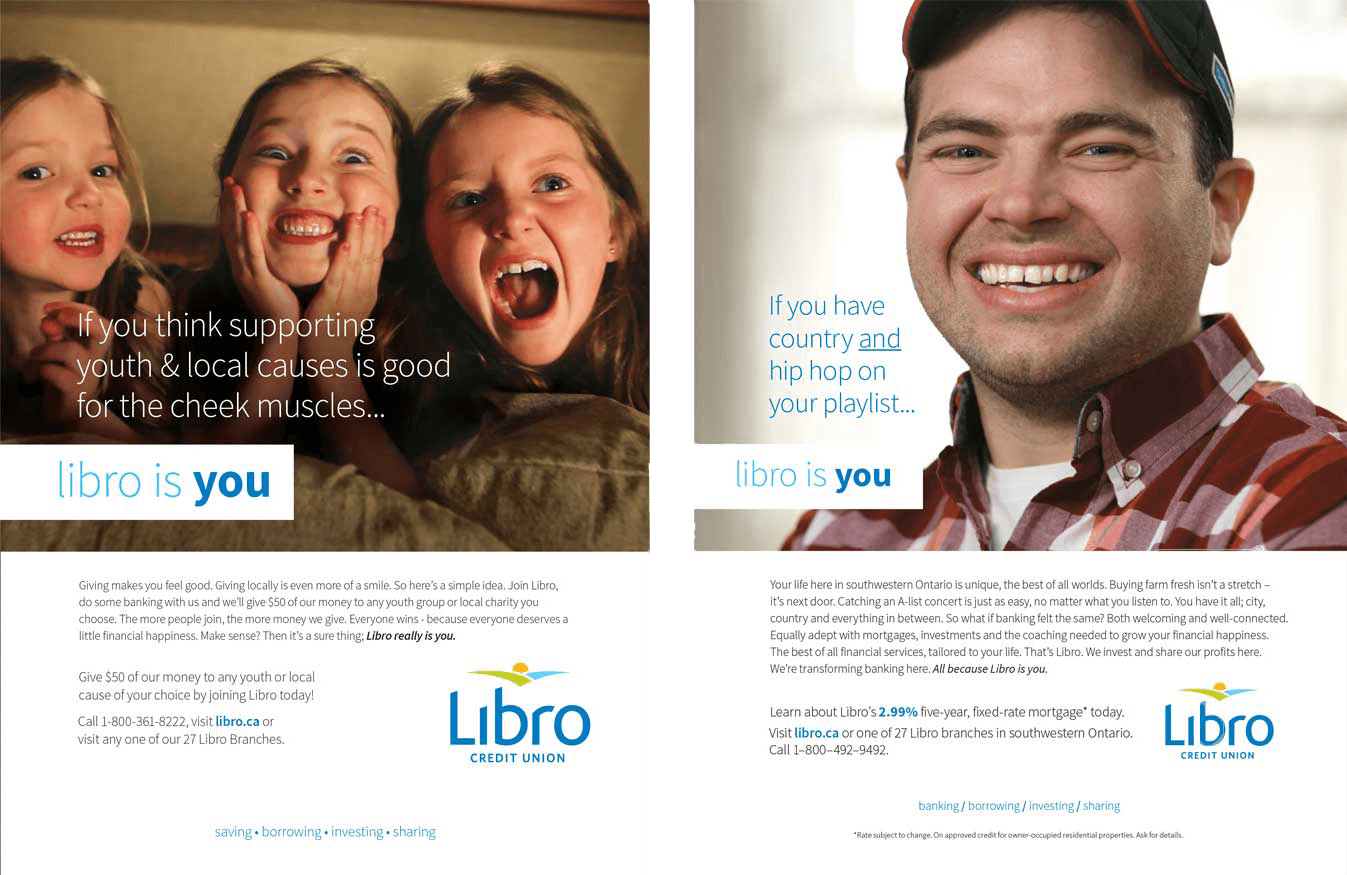 If you think supporting
youth & local causes is good
for the cheek muscles...
libro is you
Giving makes you feel good. Giving locally is even more of a smile. So here's a simple idea. Join Libro,
do some banking with us and we'll give $50 of our money to any youth group or local charity you
choose. The more people join, the more money we give. Everyone wins - because everyone deserves a
little financial happiness. Make sense? Then it's a sure thing; Libro really is you.
Give $50 of our money to any youth or local
cause of your choice by joining Libro today!
Call 1-800-361-8222, visit libro.ca or
visit any one of our 27 Libro Branches.
Libro
CREDIT UNION
saving • borrowing • investing • sharing
If you have
country and
hip hop on
your playlist...
libro is you
Your life here in southwestern Ontario is unique, the best of all worlds. Buying farm fresh isn't a stretch –
it's next door. Catching an A-list concert is just as easy, no matter what you listen to. You have it all; city,
country and everything in between. So what if banking felt the same? Both welcoming and well-connected.
Equally adept with mortgages, investments and the coaching needed to grow your financial happiness.
The best of all financial services, tailored to your life. That's Libro. We invest and share our profits here.
We're transforming banking here. All because Libro is you.
Learn about Libro's 2.99% five-year, fixed-rate mortgage* today.
Visit libro.ca or one of 27 Libro branches in southwestern Ontario.
Call 1–800–492–9492.
Libro
CREDIT UNION
banking / borrowing / investing / sharing
*Rate subject to change. On approved credit for owner-occupied residential properties. Ask for details.